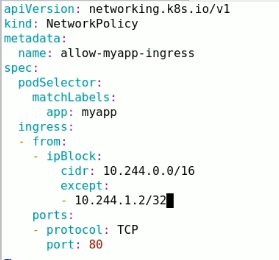 apiVersion: networking.k8s.io/v1
kind: NetworkPolicy
metadata:
  name: allow-myapp-ingress
spec:
  podSelector:
    matchLabels:
      app: myapp
  ingress:
  - from:
    - ipBlock:
        cidr: 10.244.0.0/16
        except:
        - 10.244.1.2/32
    ports:
    - protocol: TCP
      port: 80